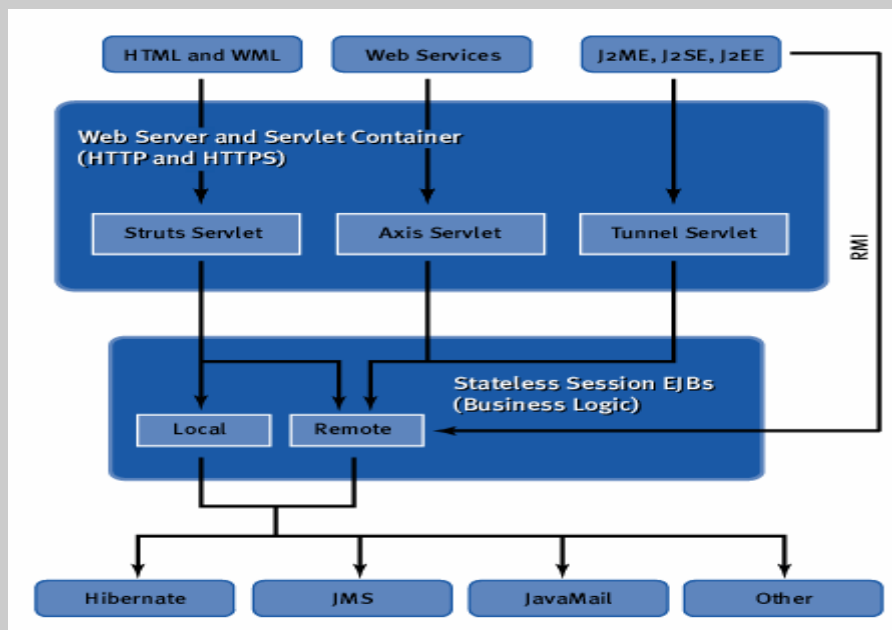 HTML and WML
Web Services
J2ME, J2SE, J2EE
Web Server and Servlet Container
(HTTP and HTTPS)
Struts Servlet
Axis Servlet
Tunnel Servlet
RMI
Stateless Session EJBs
(Business Logic)
Local
Remote
Hibernate
JMS
JavaMail
Other